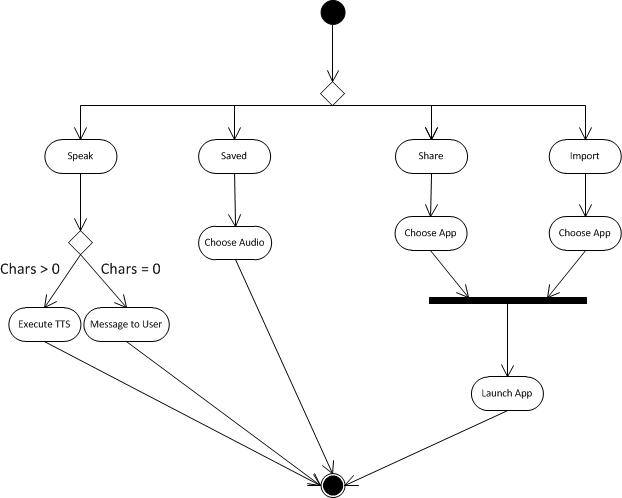 Speak
Saved
Share
Import
Choose Audio
Choose App
Choose App
Chars > 0
Chars = 0
Execute TTS
Message to User
Launch App